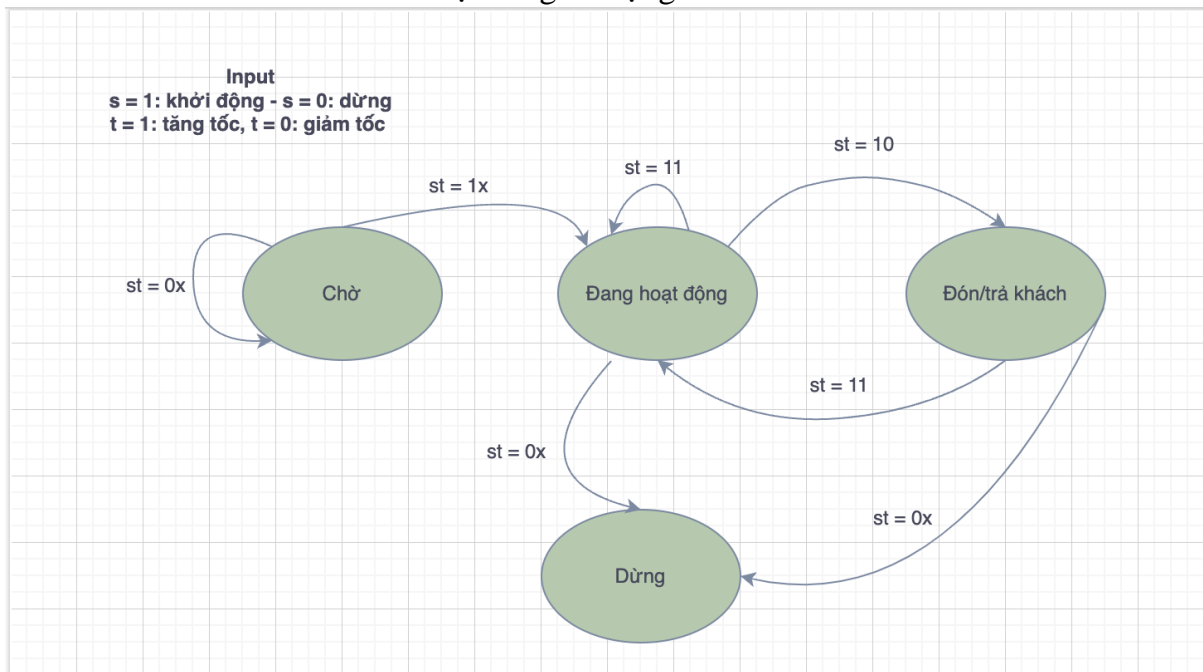 Input
s = 1: khởi động - s = 0: dừng
t = 1: tăng tốc, t = 0: giảm tốc
st = 10
st = 11
st = 1x
st = 0x
Chờ
Đang hoạt động
Đón/trả khách
st = 11
st = 0x
st = 0x
Dừng